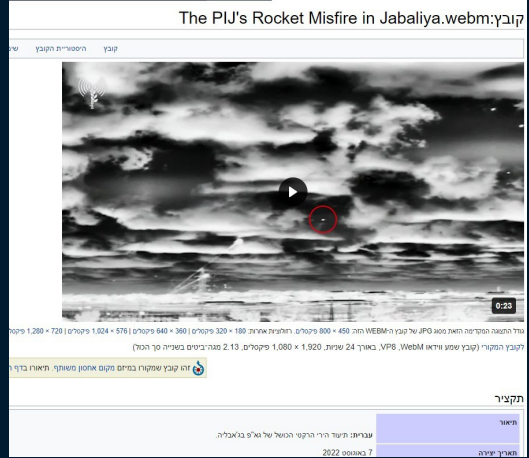 קובץ:The PIJ's Rocket Misfire in Jabaliya.webm
קובץ היסטוריית הקובץ
0:23
גודל התצוגה המקדימה הזאת מסוג JPG של קובץ ה־WEBM הזה: 450 × 800 פיקסלים. רזולוציות אחרות: 180 × 320 פיקסלים | 360 × 640 פיקסלים | 576 × 1,024 פיקסלים | 720 × 1,280
לקובץ המקורי (קובץ שמע ווידאו VP8 ,WebM, באורך 24 שניות, 1,920 × 1,080 פיקסלים, 2.13 מגה־ביטים בשנייה סך הכול)
זהו קובץ שמקורו במיזם מקום אחסון משותף. תיאורו בדף
תקציר
תיאור
עברית: תיעוד הירי הרקטי הכושל של גא"פ בג'אבליה.
תאריך יצירה
7 באוגוסט 2022